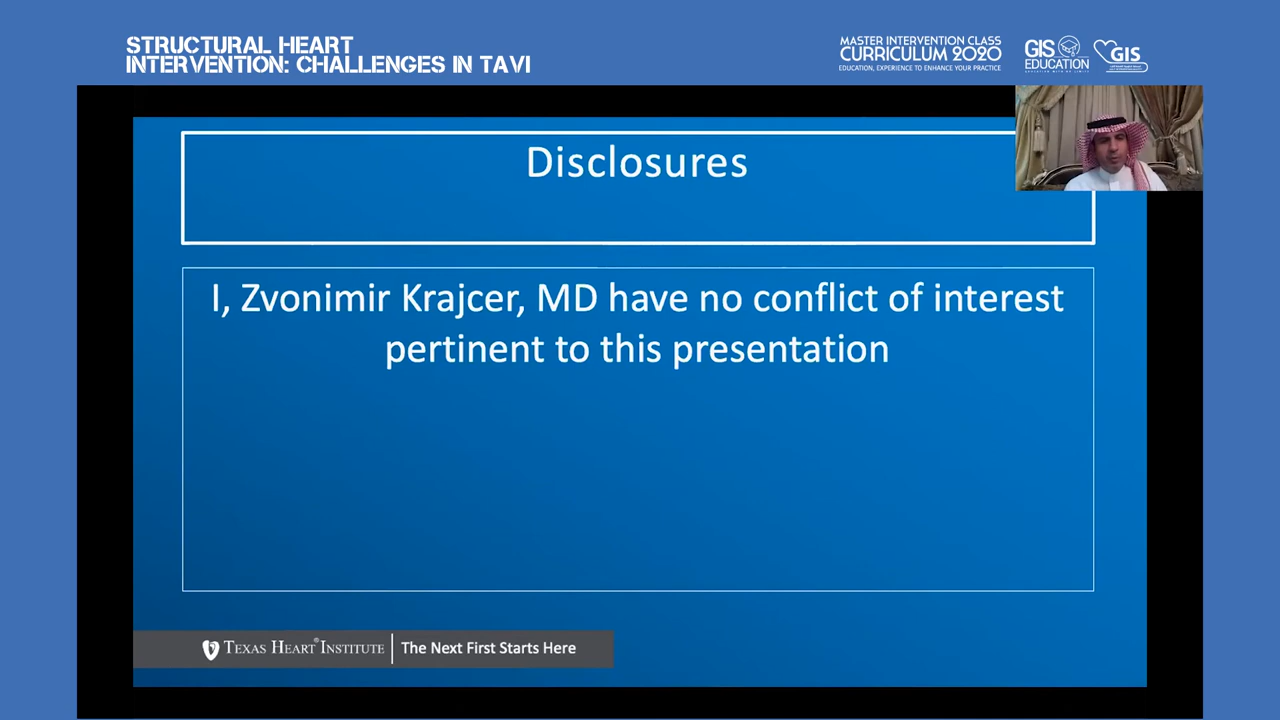 STRUCTURAL HEART
INTERVENTION: CHALLENGES IN TAVI
MASTER INTERVENTION CLASS
CURRICULUM 2020
EDUCATION, EXPERIENCE TO ENHANCE YOUR PRACTICE
GIS
EDUCATION
GIS
Disclosures
I, Zvonimir Krajcer, MD have no conflict of interest
pertinent to this presentation
TEXAS HEART® INSTITUTE
The Next First Starts Here